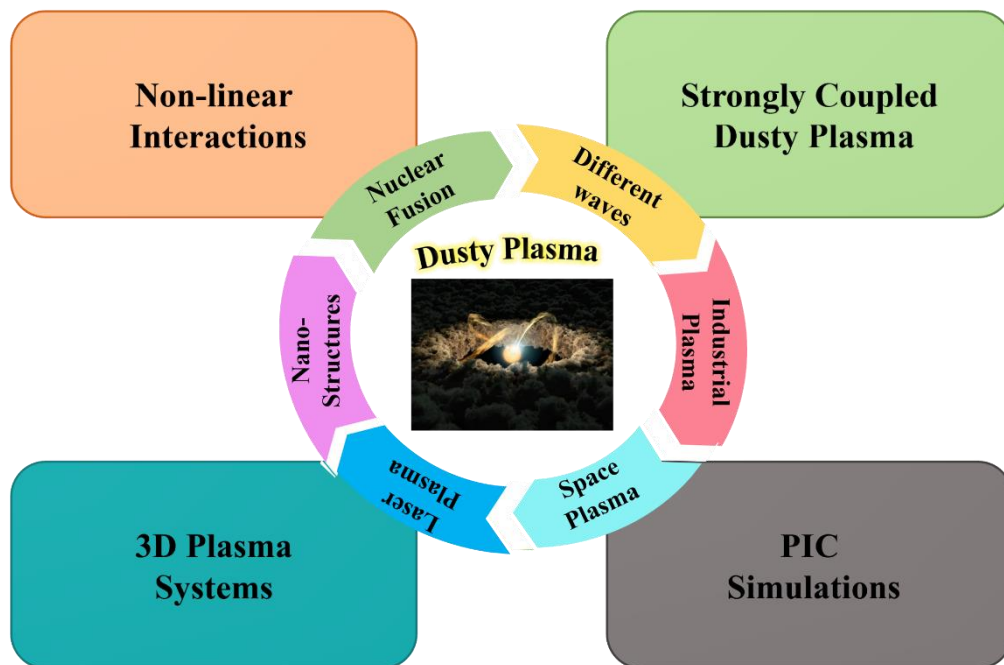 Non-linear
Interactions
Strongly Coupled
Dusty Plasma
Nuclear
Fusion
Different
waves
Dusty Plasma
Nano-
Structures
Industrial
Plasma
Laser
Plasma
Space
Plasma
3D Plasma
Systems
PIC
Simulations